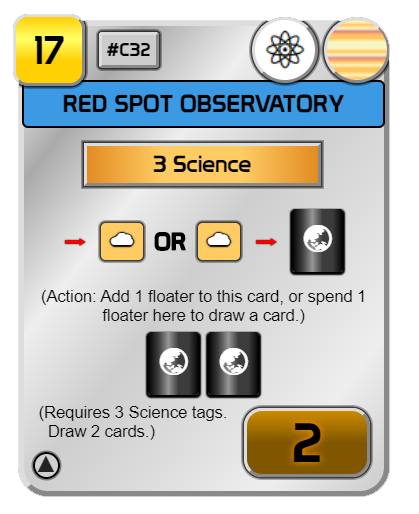 17
#C32
RED SPOT OBSERVATORY
3 Science
OR
(Action: Add 1 floater to this card, or spend 1
floater here to draw a card.)
(Requires 3 Science tags.
Draw 2 cards.)
2